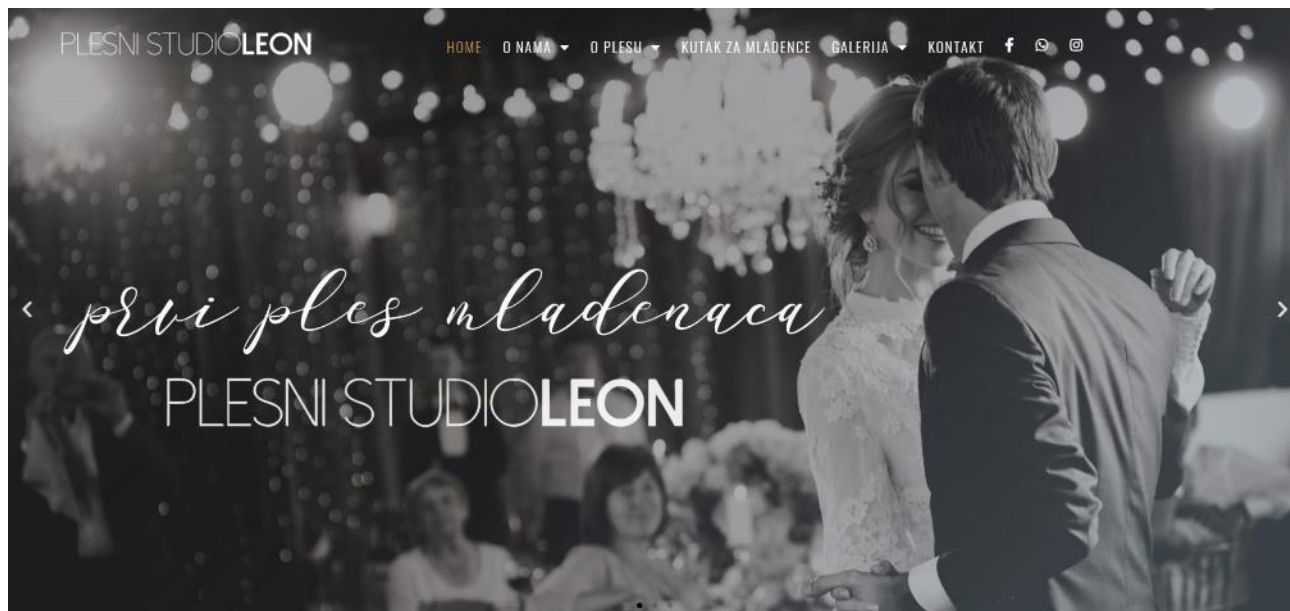 PLESNI STUDIOLEON
HOME O NAMA O PLESU KUTAK ZA MLADENCE GALERIJA KONTAKT
prvi ples mladenaca
PLESNI STUDIOLEON